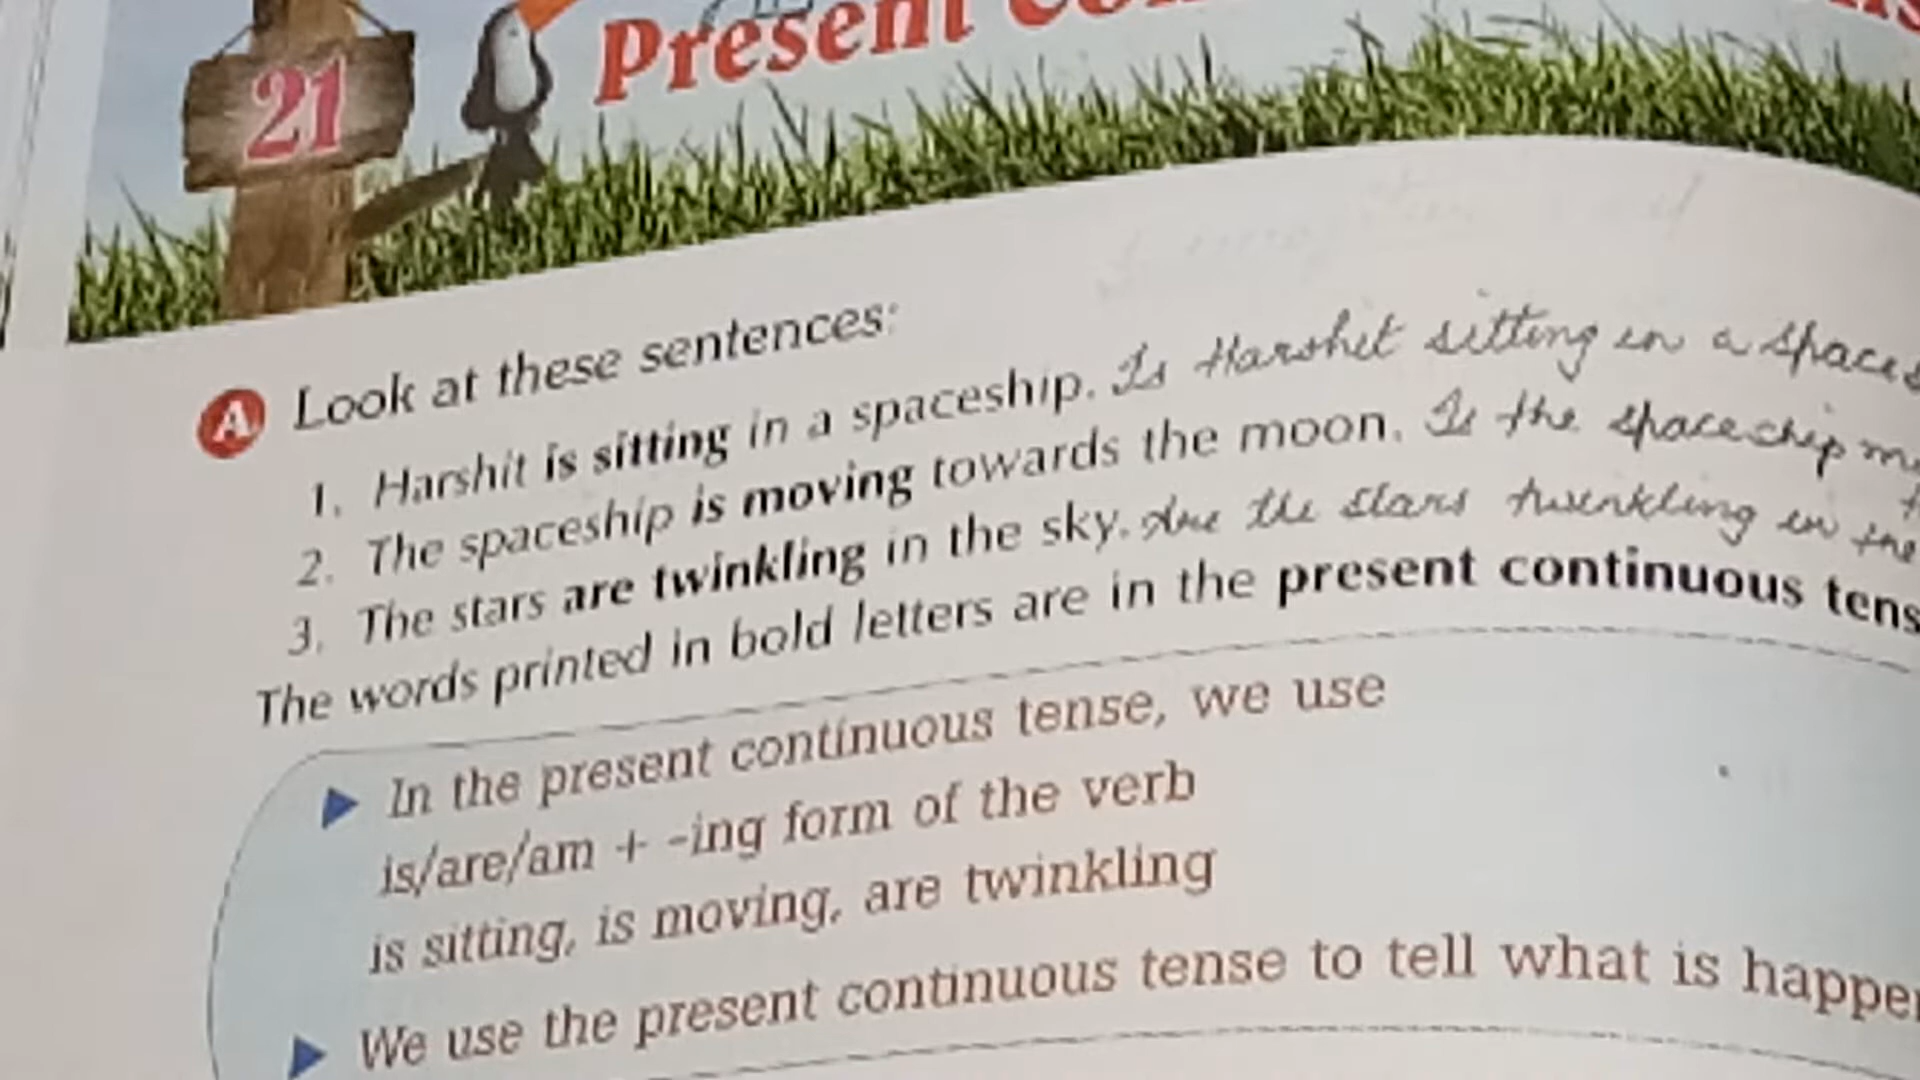 21
Present
A Look at these sentences:
1. Harshit is sitting in a spaceship. Is Harshit sitting in a
2. The spaceship is moving towards the moon. Is the spaceship
3. The stars are twinkling in the sky. Are the stars twinkling in the
The words printed in bold letters are in the present continuous
In the present continuous tense, we use
is/are/am + -ing form of the verb
is sitting, is moving, are twinkling
We use the present continuous tense to tell what is